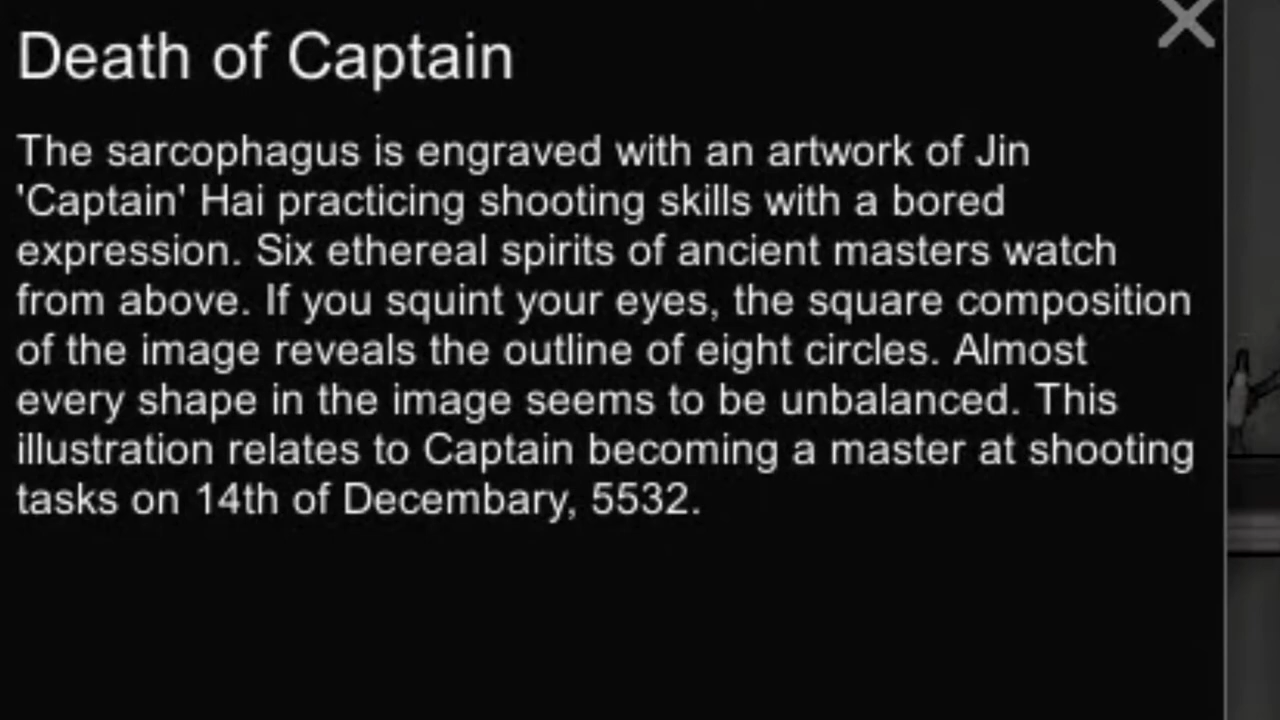 Death of Captain
The sarcophagus is engraved with an artwork of Jin
'Captain' Hai practicing shooting skills with a bored
expression. Six ethereal spirits of ancient masters watch
from above. If you squint your eyes, the square composition
of the image reveals the outline of eight circles. Almost
every shape in the image seems to be unbalanced. This
illustration relates to Captain becoming a master at shooting
tasks on 14th of Decembary, 5532.